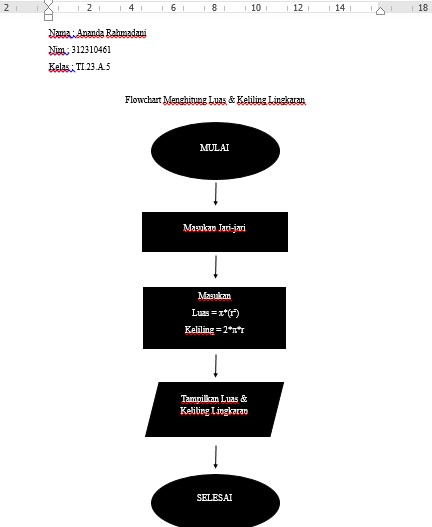 2 2 4 6 8 10 12 14 16 18
Nama : Ananda Rahmadani
Nim : 312310461
Kelas : TI.23.A.5
Flowchart Menghitung Luas & Keliling Lingkaran
MULAI
Masukan Jari-jari
Masukan
Luas = π*(r²)
Keliling = 2*π*r
Tampilkan Luas &
Keliling Lingkaran
SELESAI